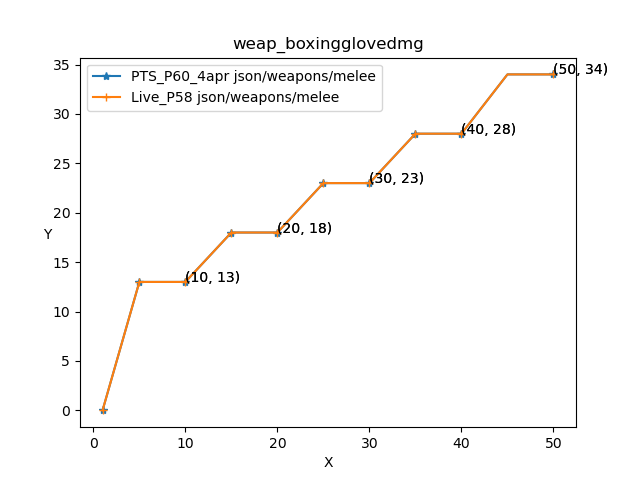 weap_boxingglovedmg
PTS_P60_4apr json/weapons/melee
Live_P58 json/weapons/melee
(50, 34)
(40, 28)
(30, 23)
(20, 18)
(10, 13)
35
30
25
20
15
10
5
0
Y
0 10 20 30 40 50
X